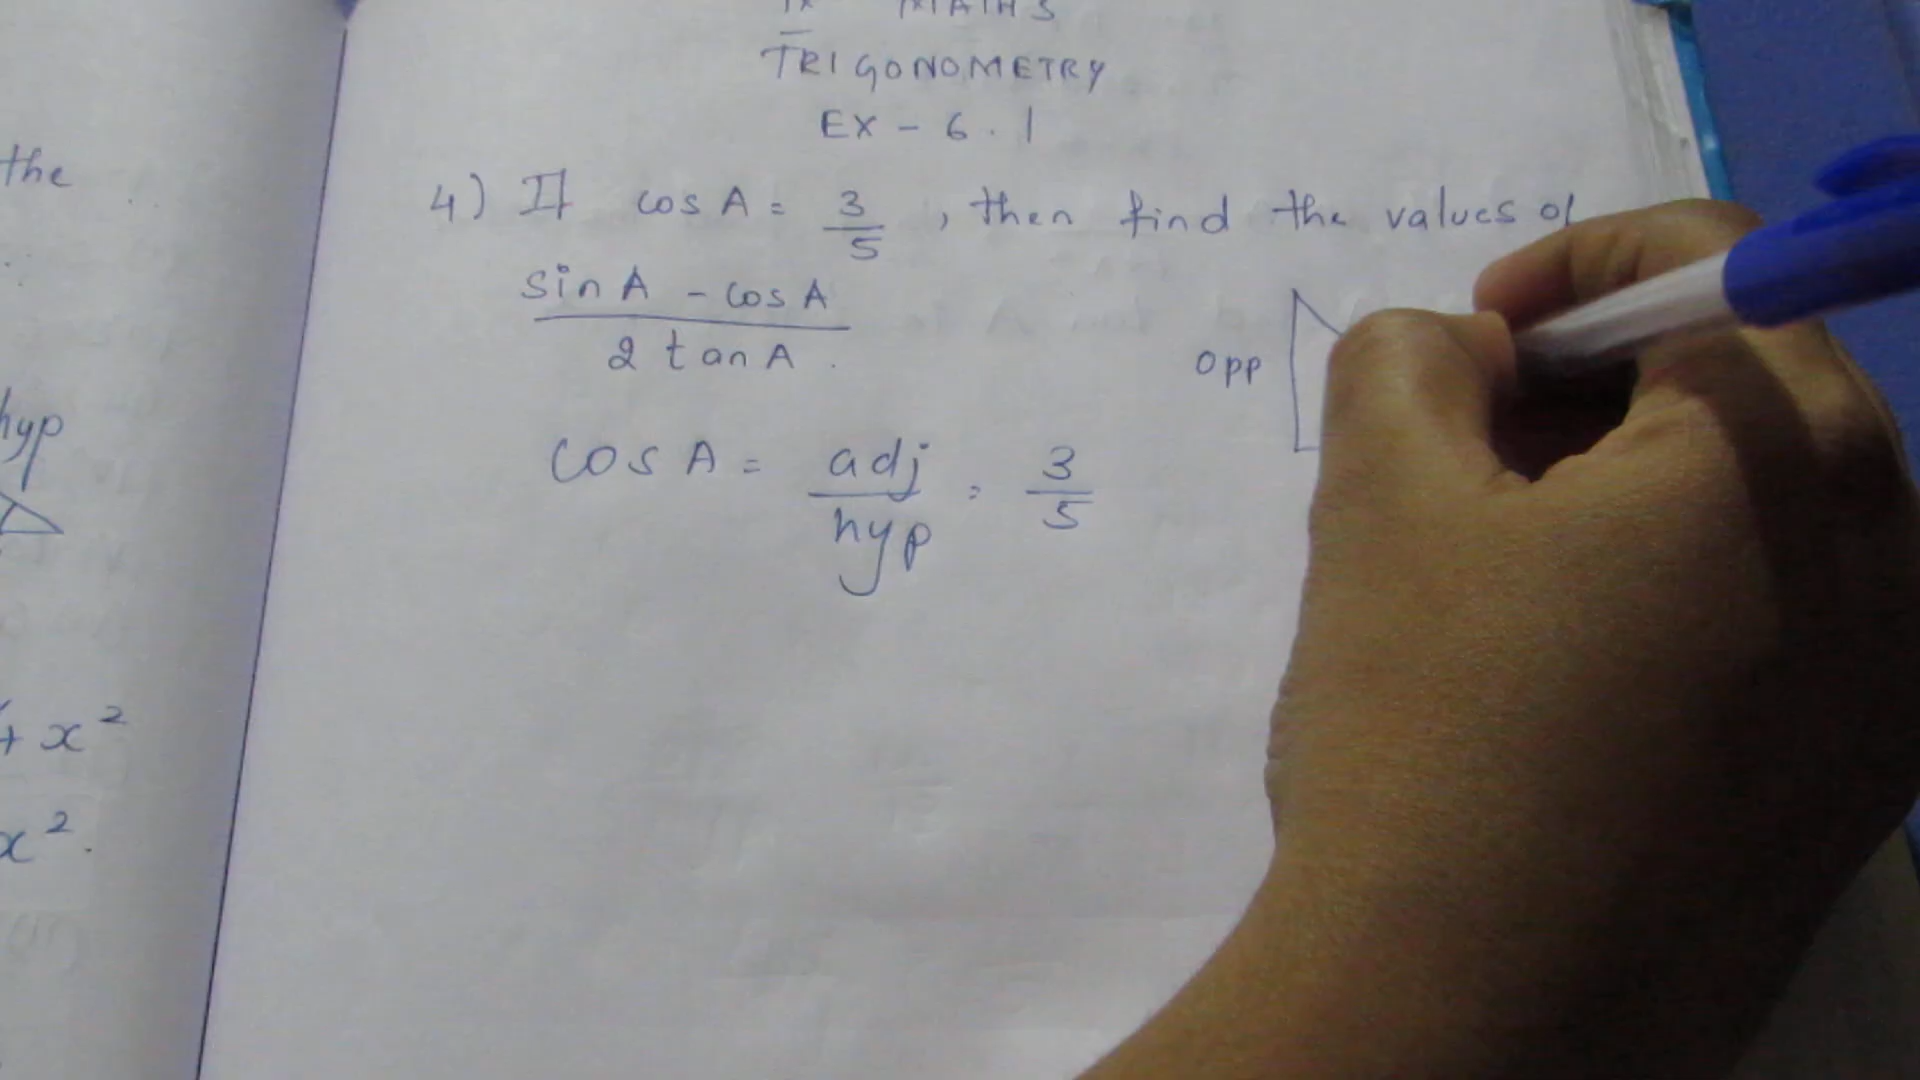 the
hyp
+ x²
x².
MATHS
TRIGONOMETRY
EX - 6.1
4) If cos A = 3/5, then find the values of
sin A - cos A / 2 tan A.
opp
cos A = adj/hyp = 3/5